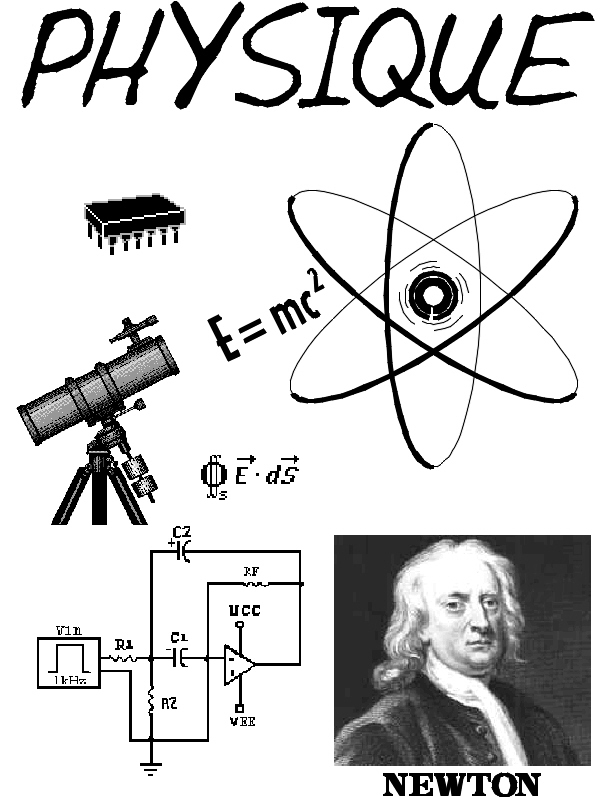 PHYSIQUE
E=mc²
∯s E⃗ · dS⃗
C2
+
RF
UCC
Vin
R1
C1
1kHz
R2
VEE
NEWTON